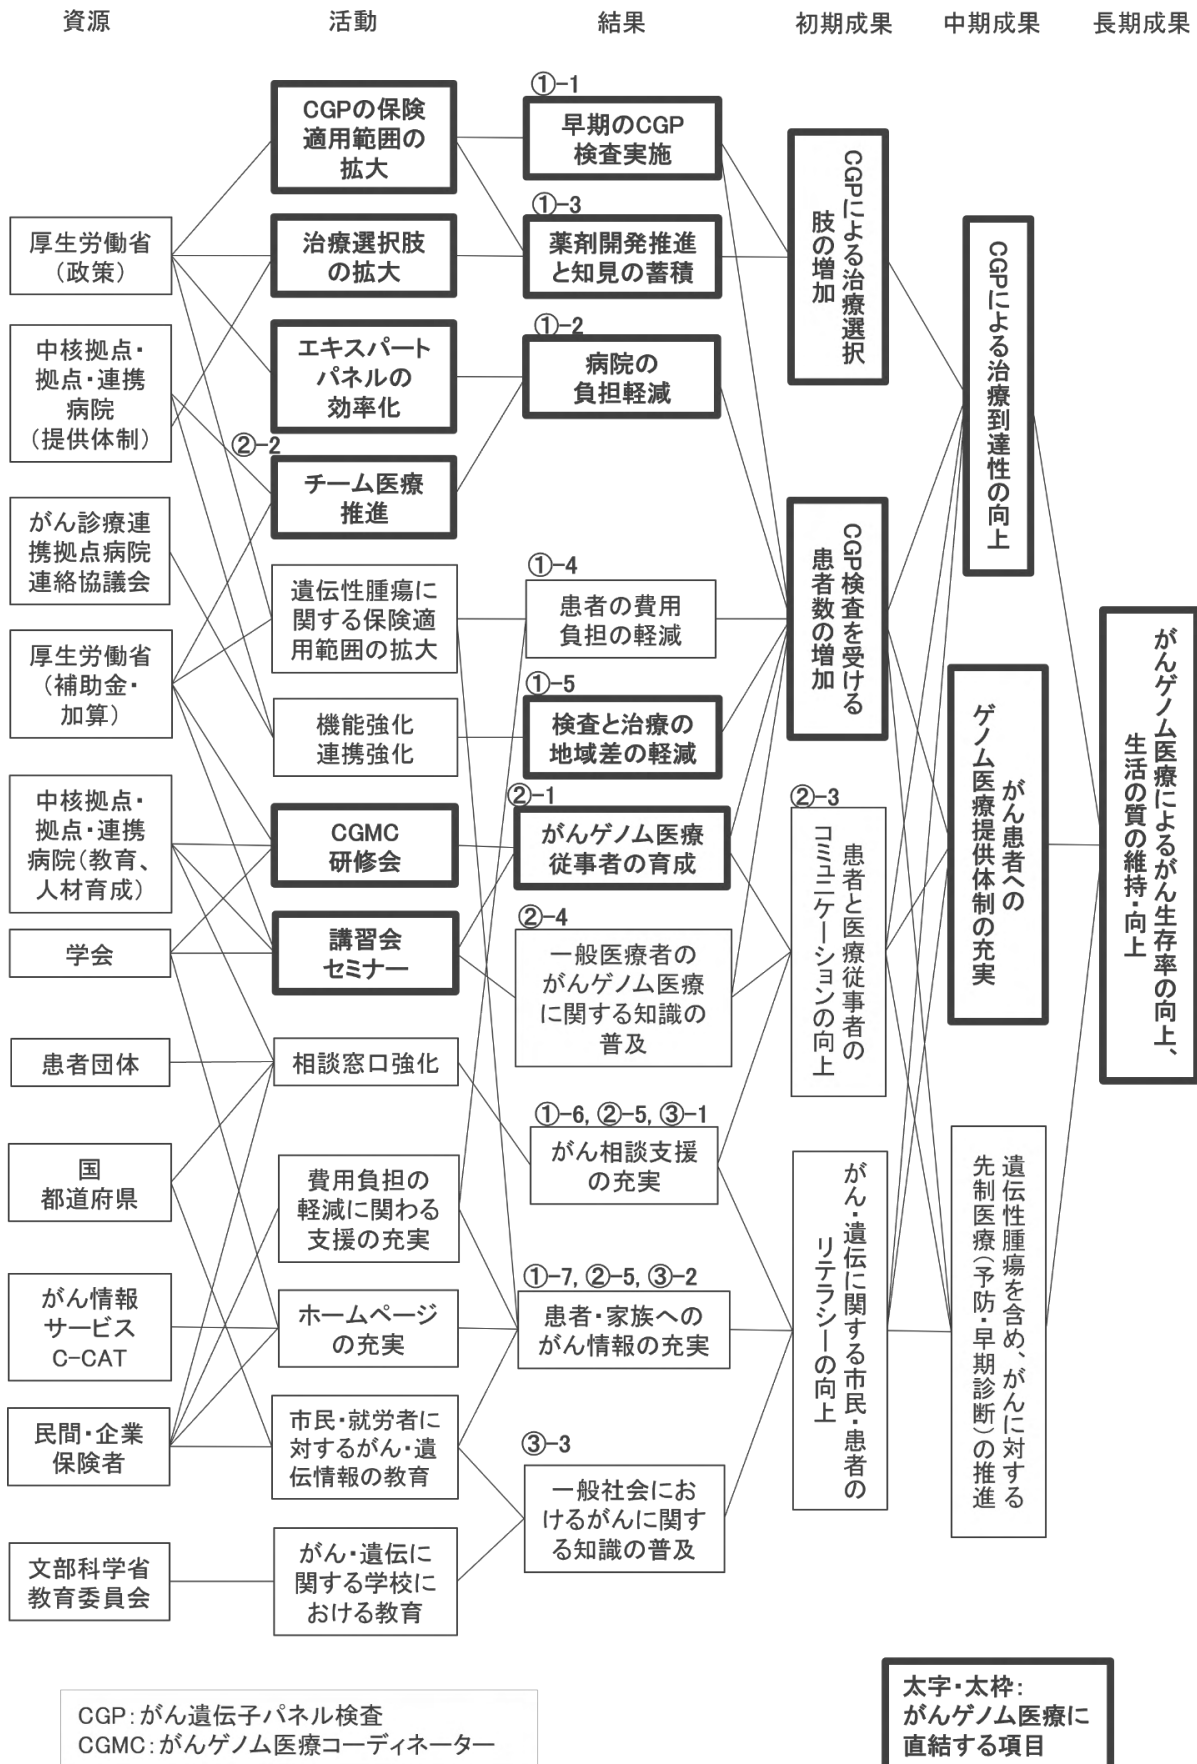 資源
活動
結果
初期成果
中期成果
長期成果
厚生労働省
(政策)
中核拠点・
拠点・連携
病院
(提供体制)
がん診療連
携拠点病院
連絡協議会
厚生労働省
(補助金・
加算)
中核拠点・
拠点・連携
病院(教育、
人材育成)
学会
患者団体
国
都道府県
がん情報
サービス
C-CAT
民間・企業
保険者
文部科学省
教育委員会
CGPの保険
適用範囲の
拡大
治療選択肢
の拡大
エキスパート
パネルの
効率化
②-2
チーム医療
推進
遺伝性腫瘍に
関する保険適
用範囲の拡大
機能強化
連携強化
CGMC
研修会
講習会
セミナー
相談窓口強化
費用負担の
軽減に関わる
支援の充実
ホームページ
の充実
市民・就労者に
対するがん・遺
伝情報の教育
がん・遺伝に
関する学校に
おける教育
①-1
早期のCGP
検査実施
①-3
薬剤開発推進
と知見の蓄積
①-2
病院の
負担軽減
①-4
患者の費用
負担の軽減
①-5
検査と治療の
地域差の軽減
②-1
がんゲノム医療
従事者の育成
②-4
一般医療者の
がんゲノム医療
に関する知識の
普及
①-6, ②-5, ③-1
がん相談支援
の充実
①-7, ②-5, ③-2
患者・家族への
がん情報の充実
③-3
一般社会にお
けるがんに関す
る知識の普及
CGPによる治療選択
肢の増加
CGP検査を受ける
患者数の増加
②-3
患者と医療従事者の
コミュニケーションの向上
がん・遺伝に関する市民・患者の
リテラシーの向上
CGPによる治療到達性の向上
がん患者への
ゲノム医療提供体制の充実
遺伝性腫瘍を含め、がんに対する
先制医療(予防・早期診断)の推進
がんゲノム医療によるがん生存率の向上、
生活の質の維持・向上
CGP:がん遺伝子パネル検査
CGMC:がんゲノム医療コーディネーター
太字・太枠:
がんゲノム医療に
直結する項目